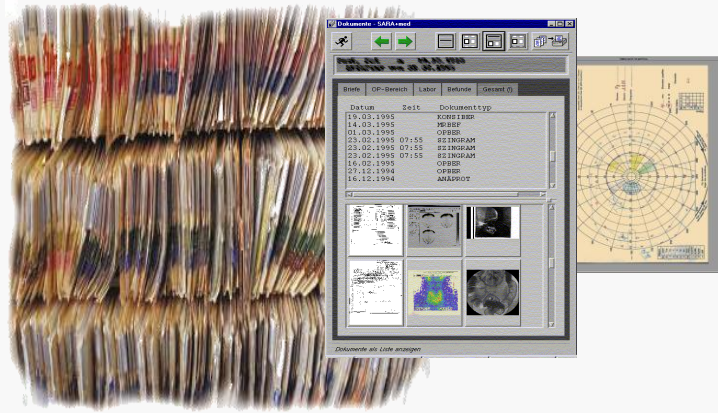 Dokumente - SARA+med
Briefe OP-Bereich Labor Befunde Gesamt (!)
Datum Zeit Dokumenttyp
19.03.1995 KONSIBER
14.03.1995 MRBEF
01.03.1995 OPBER
23.02.1995 07:55 SZINGRAM
23.02.1995 07:55 SZINGRAM
23.02.1995 07:55 SZINGRAM
16.02.1995 OPBER
27.12.1994 OPBER
16.12.1994 ANÄPROT
Dokumente als Liste anzeigen